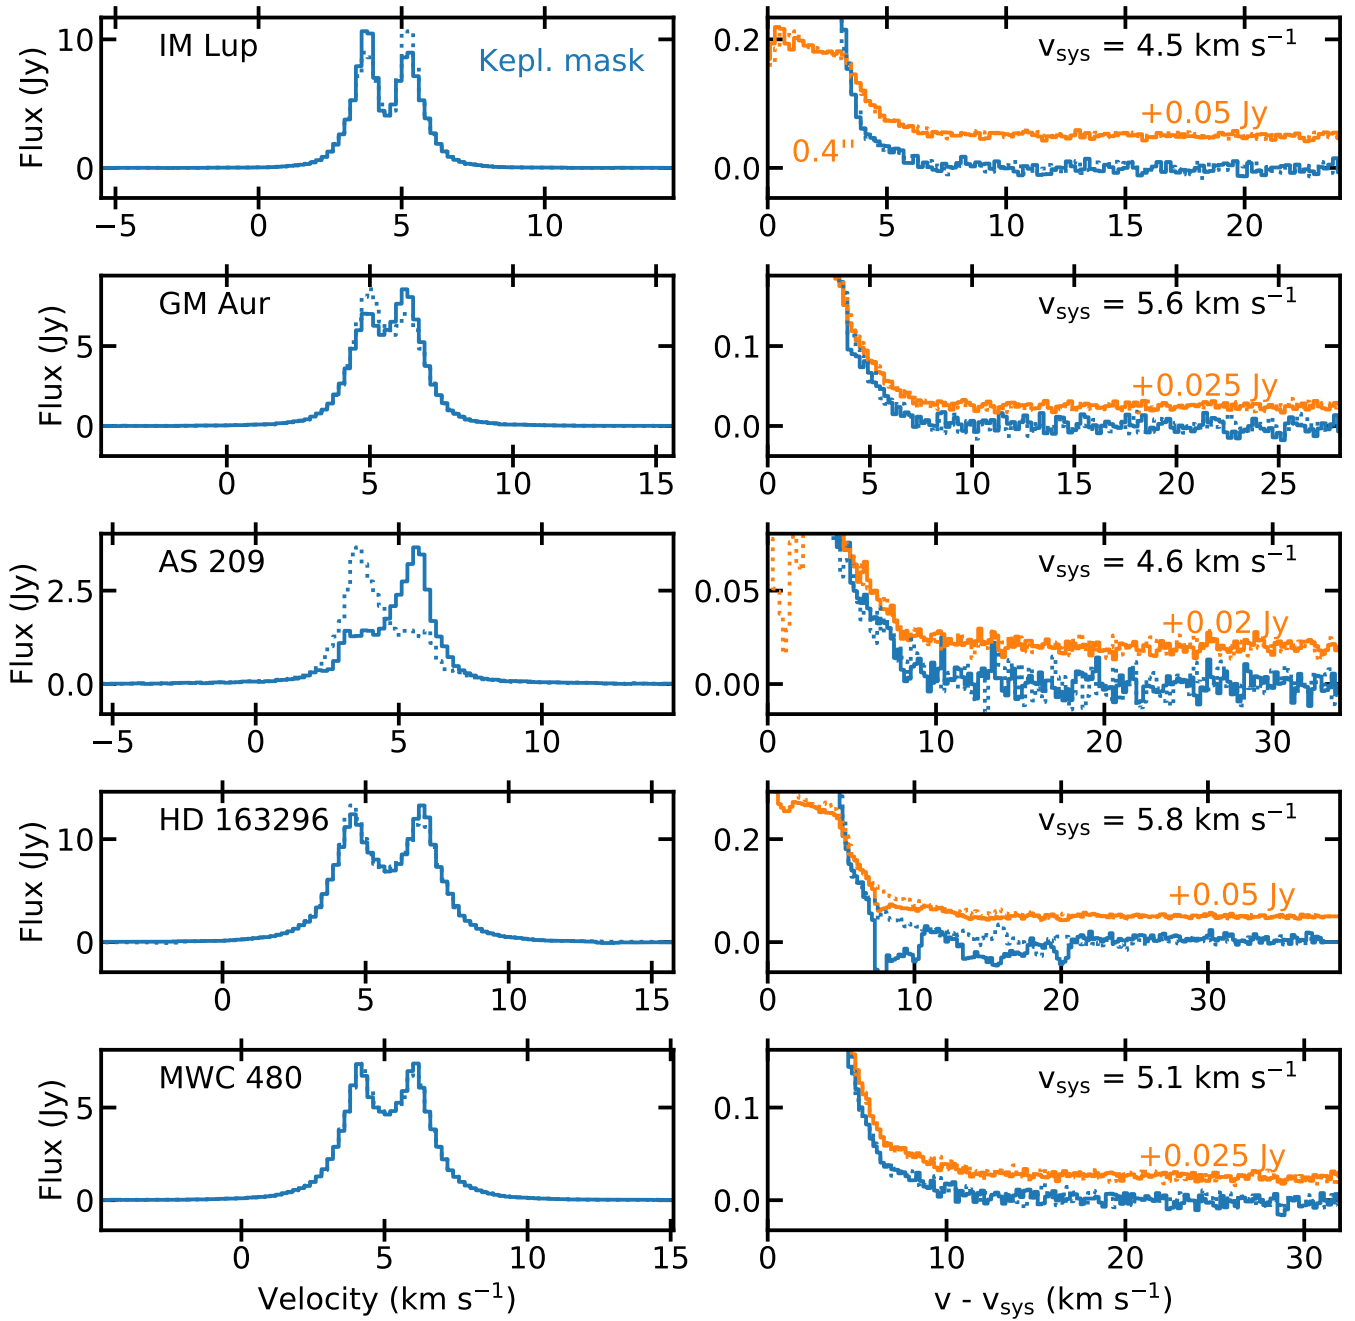 IM Lup
Kepl. mask
Flux (Jy)
10
0
−5 0 5 10
v_sys = 4.5 km s⁻¹
+0.05 Jy
0.4''
0.2
0.0
0 5 10 15 20
GM Aur
Flux (Jy)
5
0
0 5 10 15
v_sys = 5.6 km s⁻¹
+0.025 Jy
0.1
0.0
0 5 10 15 20 25
AS 209
Flux (Jy)
2.5
0.0
−5 0 5 10
v_sys = 4.6 km s⁻¹
+0.02 Jy
0.05
0.00
0 10 20 30
HD 163296
Flux (Jy)
10
0
0 5 10 15
v_sys = 5.8 km s⁻¹
+0.05 Jy
0.2
0.0
0 10 20 30
MWC 480
Flux (Jy)
5
0
0 5 10 15
Velocity (km s⁻¹)
v_sys = 5.1 km s⁻¹
+0.025 Jy
0.1
0.0
0 10 20 30
v - v_sys (km s⁻¹)